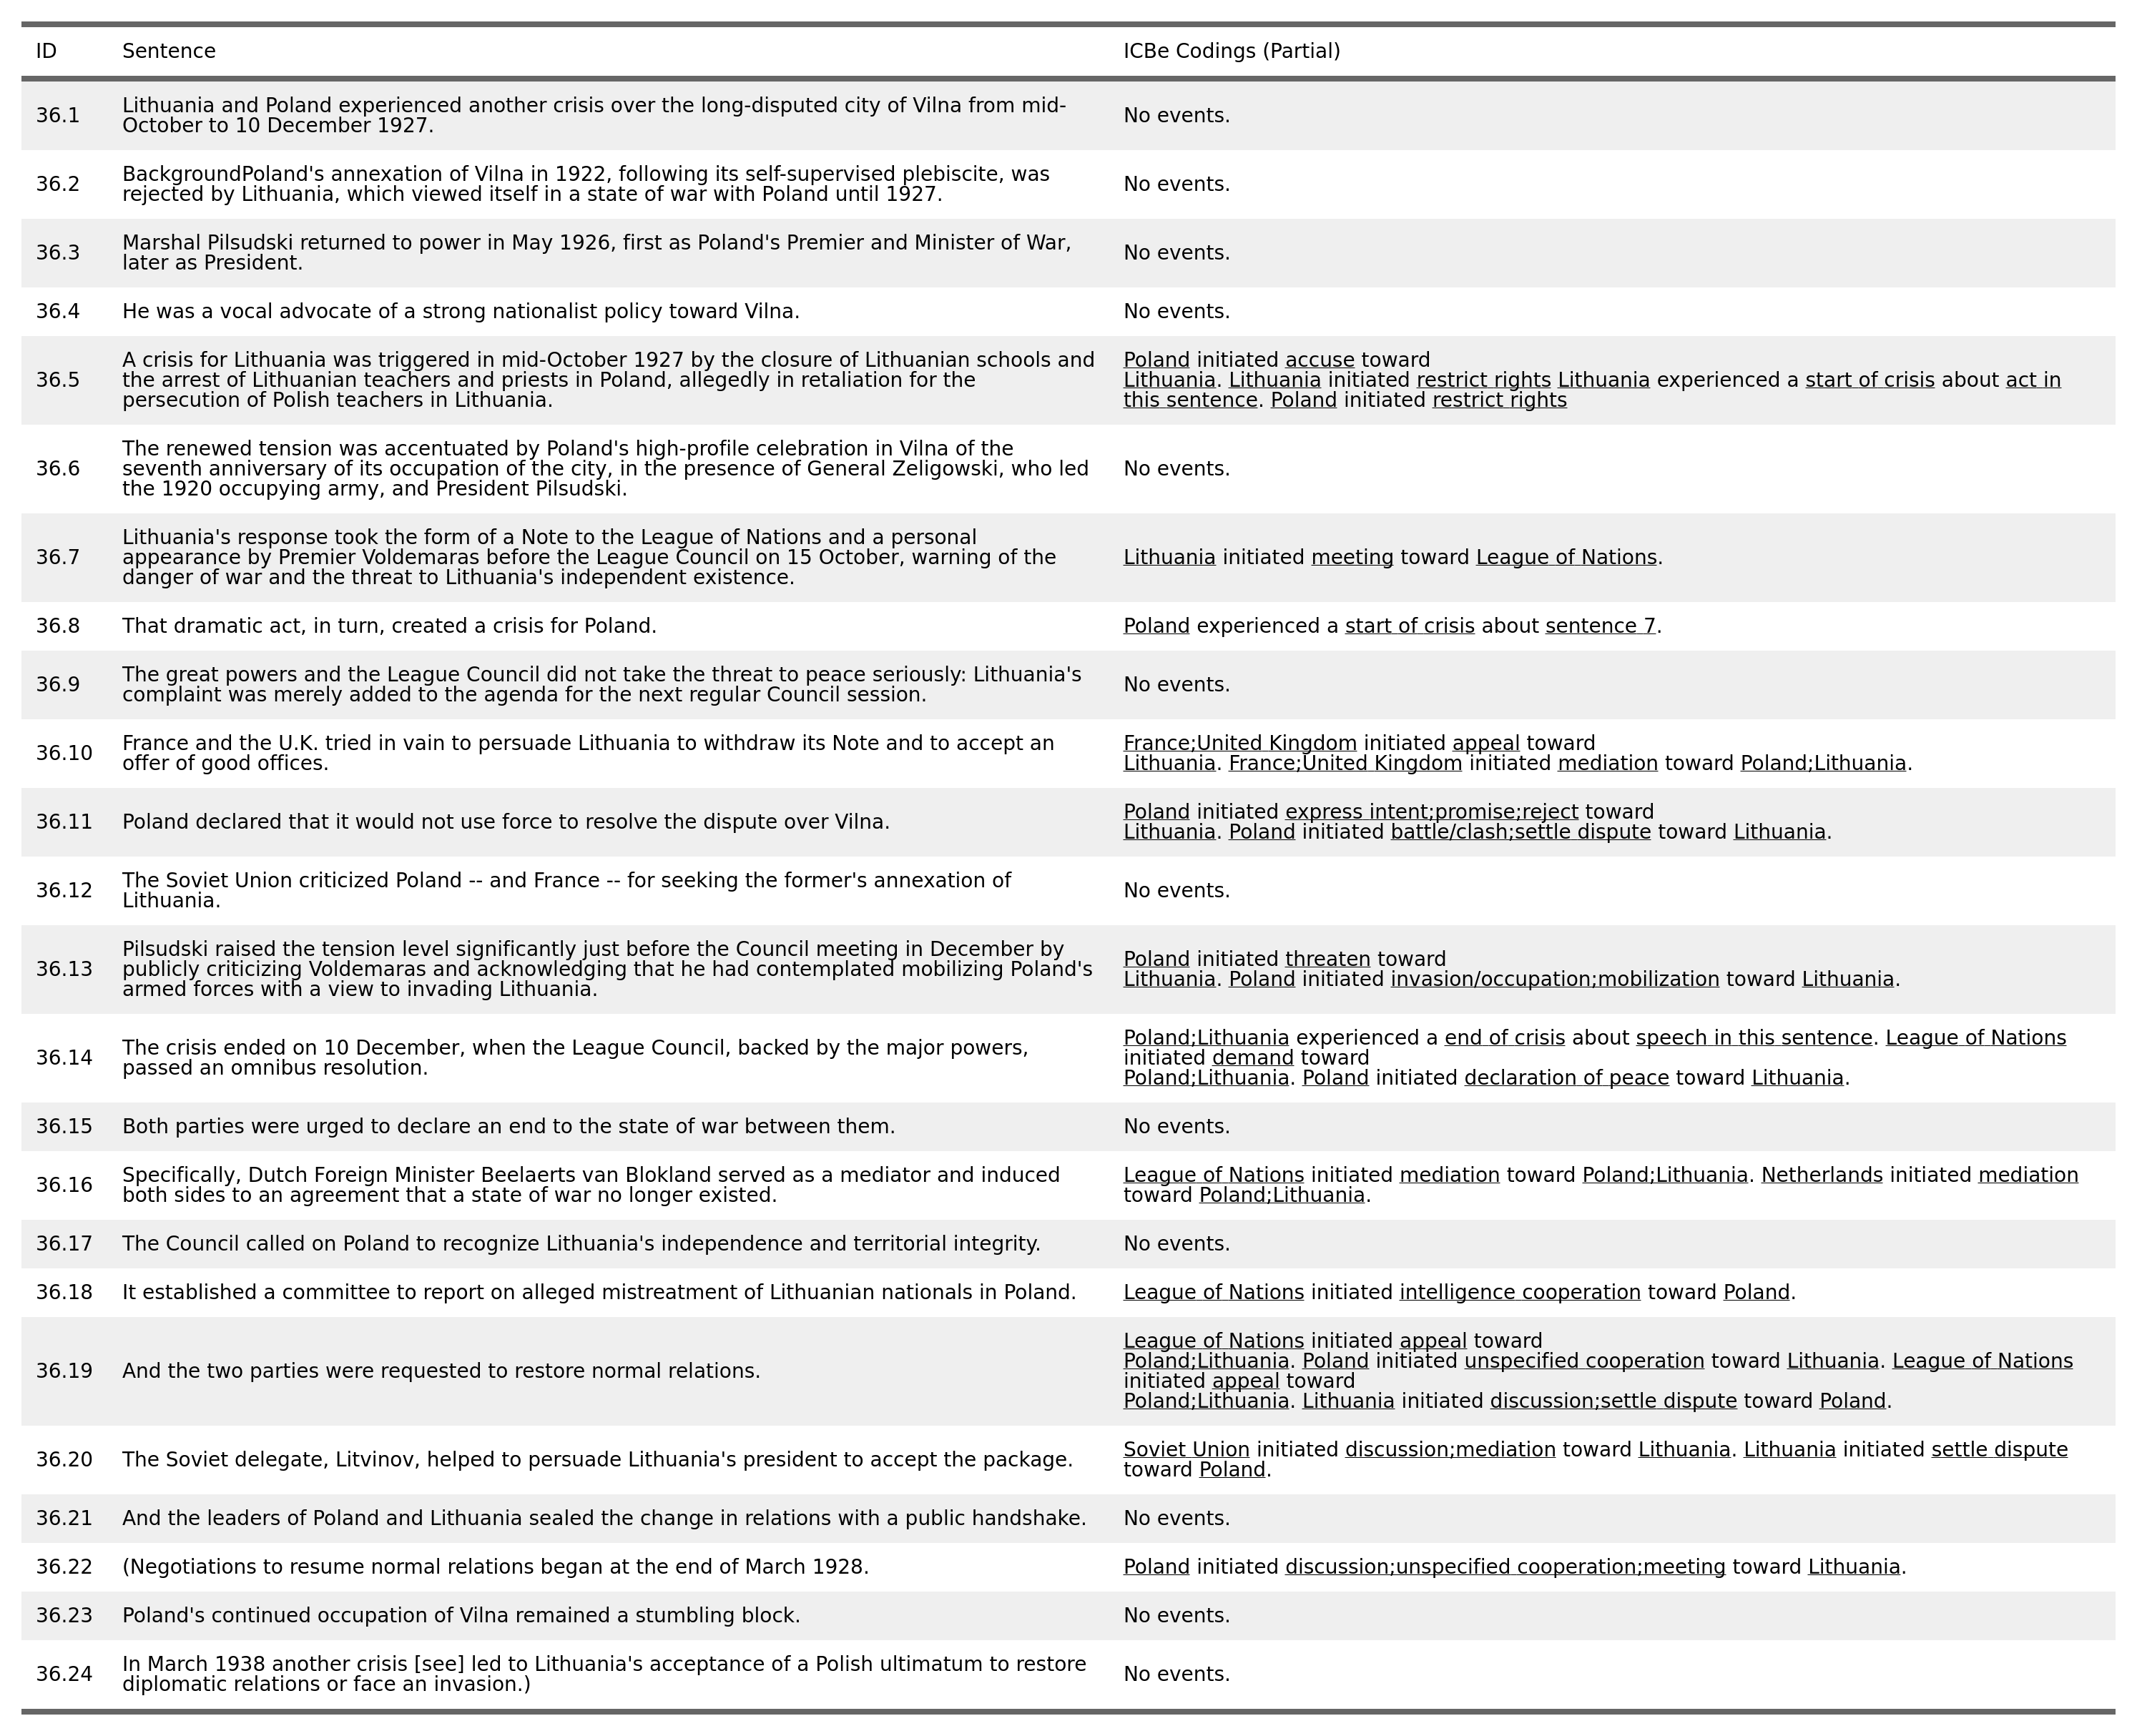 ID Sentence ICBe Codings (Partial)
36.1 Lithuania and Poland experienced another crisis over the long-disputed city of Vilna from mid-
October to 10 December 1927. No events.
36.2 BackgroundPoland's annexation of Vilna in 1922, following its self-supervised plebiscite, was
rejected by Lithuania, which viewed itself in a state of war with Poland until 1927. No events.
36.3 Marshal Pilsudski returned to power in May 1926, first as Poland's Premier and Minister of War,
later as President. No events.
36.4 He was a vocal advocate of a strong nationalist policy toward Vilna. No events.
36.5 A crisis for Lithuania was triggered in mid-October 1927 by the closure of Lithuanian schools and
the arrest of Lithuanian teachers and priests in Poland, allegedly in retaliation for the
persecution of Polish teachers in Lithuania.
Poland initiated accuse toward
Lithuania. Lithuania initiated restrict rights Lithuania experienced a start of crisis about act in
this sentence. Poland initiated restrict rights
36.6 The renewed tension was accentuated by Poland's high-profile celebration in Vilna of the
seventh anniversary of its occupation of the city, in the presence of General Zeligowski, who led
the 1920 occupying army, and President Pilsudski.
No events.
36.7 Lithuania's response took the form of a Note to the League of Nations and a personal
appearance by Premier Voldemaras before the League Council on 15 October, warning of the
danger of war and the threat to Lithuania's independent existence.
Lithuania initiated meeting toward League of Nations.
36.8 That dramatic act, in turn, created a crisis for Poland. Poland experienced a start of crisis about sentence 7.
36.9 The great powers and the League Council did not take the threat to peace seriously: Lithuania's
complaint was merely added to the agenda for the next regular Council session. No events.
36.10 France and the U.K. tried in vain to persuade Lithuania to withdraw its Note and to accept an
offer of good offices.
France;United Kingdom initiated appeal toward
Lithuania. France;United Kingdom initiated mediation toward Poland;Lithuania.
36.11 Poland declared that it would not use force to resolve the dispute over Vilna.
Poland initiated express intent;promise;reject toward
Lithuania. Poland initiated battle/clash;settle dispute toward Lithuania.
36.12 The Soviet Union criticized Poland -- and France -- for seeking the former's annexation of
Lithuania. No events.
36.13 Pilsudski raised the tension level significantly just before the Council meeting in December by
publicly criticizing Voldemaras and acknowledging that he had contemplated mobilizing Poland's
armed forces with a view to invading Lithuania.
Poland initiated threaten toward
Lithuania. Poland initiated invasion/occupation;mobilization toward Lithuania.
36.14 The crisis ended on 10 December, when the League Council, backed by the major powers,
passed an omnibus resolution.
Poland;Lithuania experienced a end of crisis about speech in this sentence. League of Nations
initiated demand toward
Poland;Lithuania. Poland initiated declaration of peace toward Lithuania.
36.15 Both parties were urged to declare an end to the state of war between them. No events.
36.16 Specifically, Dutch Foreign Minister Beelaerts van Blokland served as a mediator and induced
both sides to an agreement that a state of war no longer existed.
League of Nations initiated mediation toward Poland;Lithuania. Netherlands initiated mediation
toward Poland;Lithuania.
36.17 The Council called on Poland to recognize Lithuania's independence and territorial integrity. No events.
36.18 It established a committee to report on alleged mistreatment of Lithuanian nationals in Poland. League of Nations initiated intelligence cooperation toward Poland.
36.19 And the two parties were requested to restore normal relations.
League of Nations initiated appeal toward
Poland;Lithuania. Poland initiated unspecified cooperation toward Lithuania. League of Nations
initiated appeal toward
Poland;Lithuania. Lithuania initiated discussion;settle dispute toward Poland.
36.20 The Soviet delegate, Litvinov, helped to persuade Lithuania's president to accept the package.
Soviet Union initiated discussion;mediation toward Lithuania. Lithuania initiated settle dispute
toward Poland.
36.21 And the leaders of Poland and Lithuania sealed the change in relations with a public handshake. No events.
36.22 (Negotiations to resume normal relations began at the end of March 1928. Poland initiated discussion;unspecified cooperation;meeting toward Lithuania.
36.23 Poland's continued occupation of Vilna remained a stumbling block. No events.
36.24 In March 1938 another crisis [see] led to Lithuania's acceptance of a Polish ultimatum to restore
diplomatic relations or face an invasion.) No events.